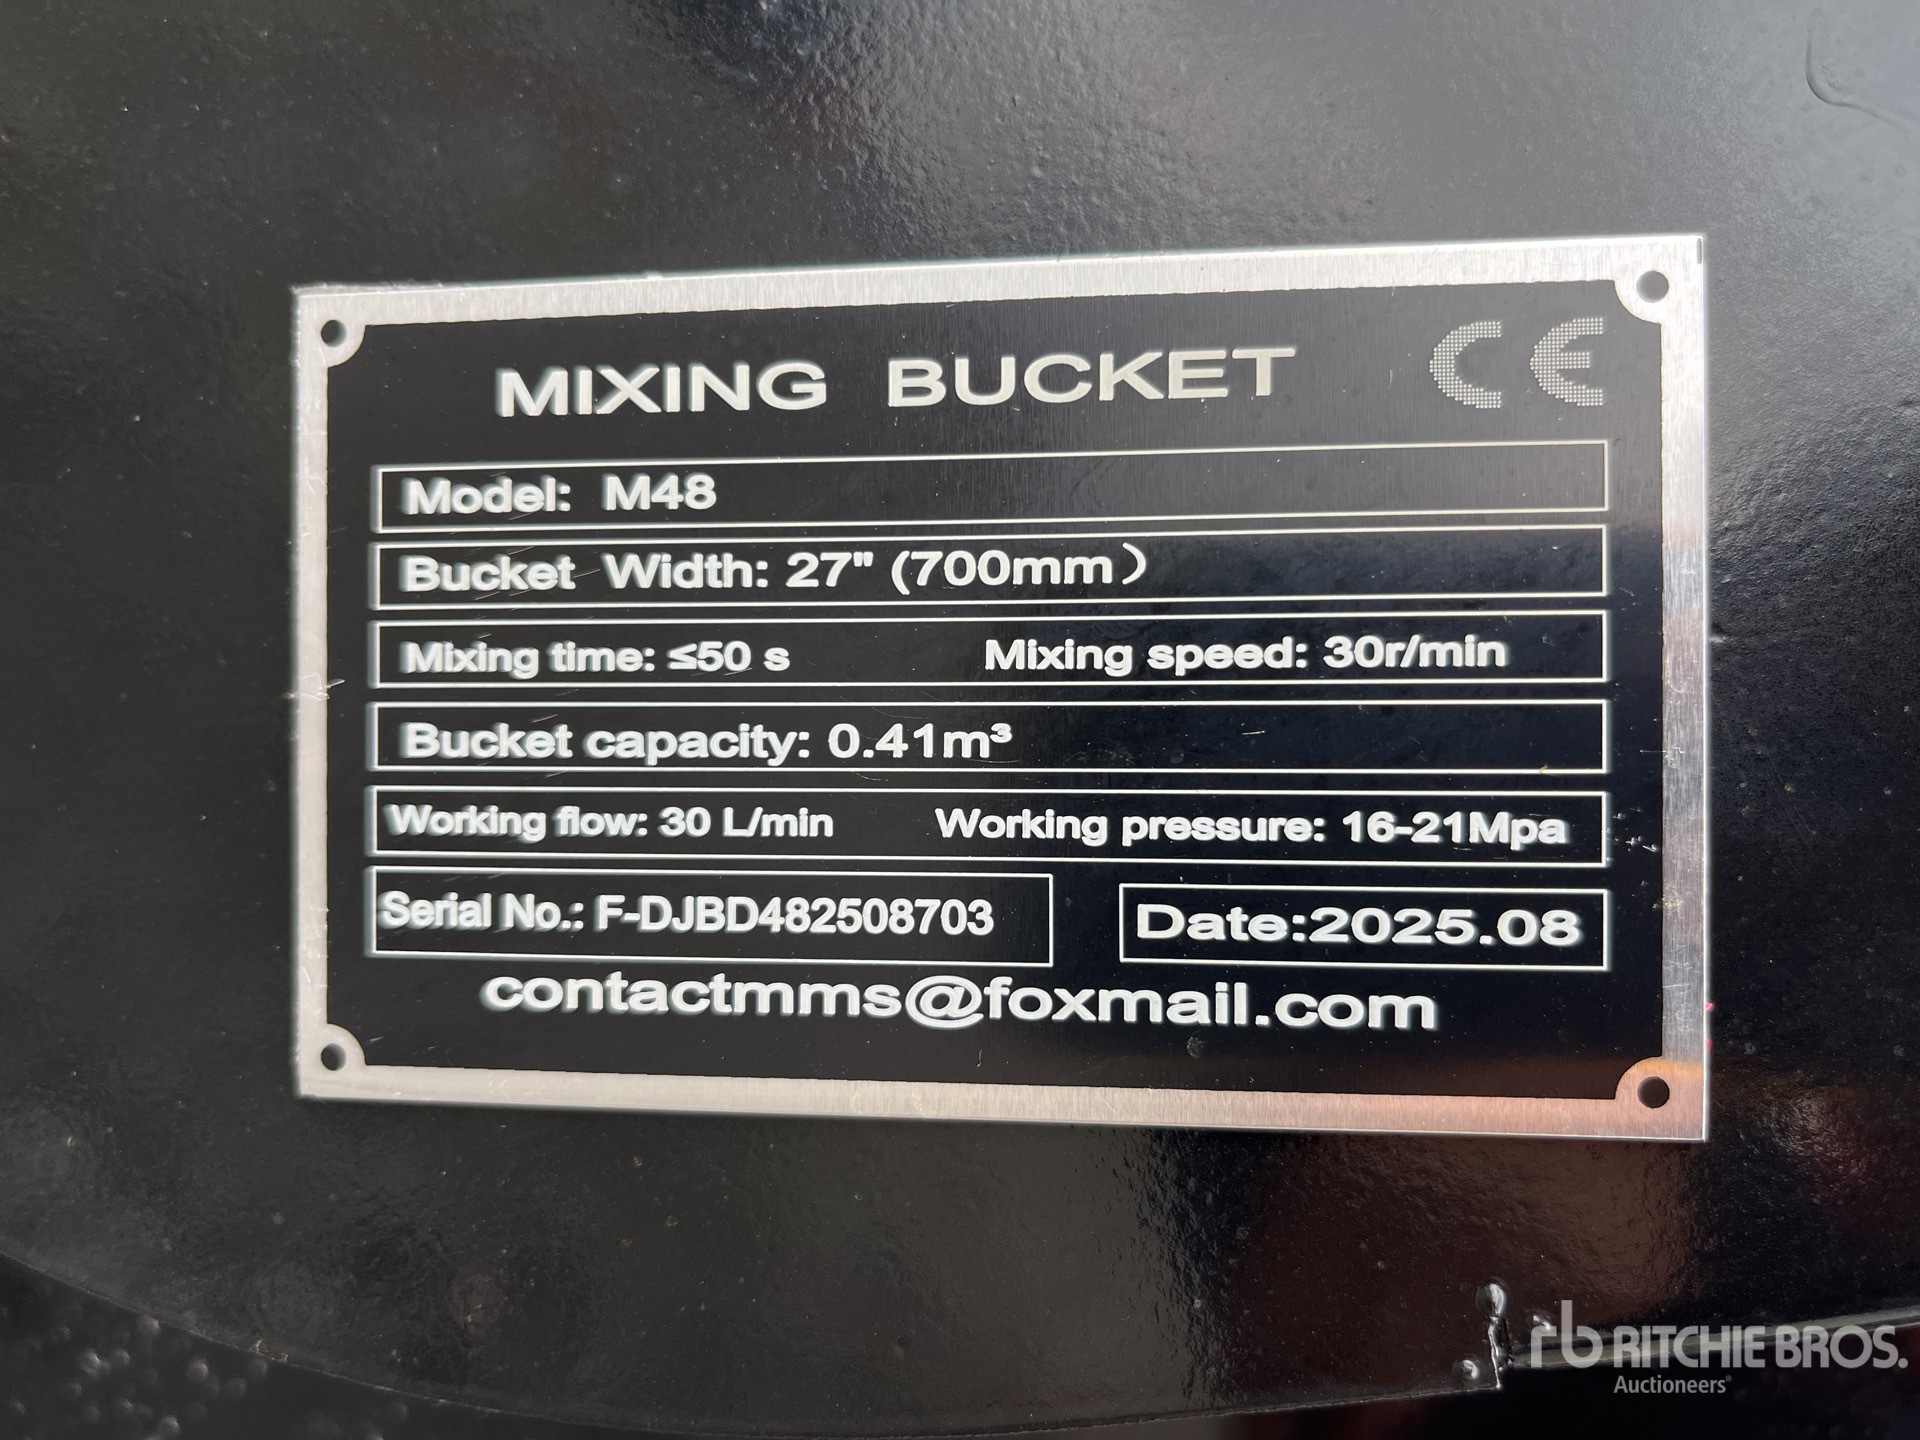 MIXING BUCKET CE
Model: M48
Bucket Width: 27" (700mm）
Mixing time: ≤50 s Mixing speed: 30r/min
Bucket capacity: 0.41m³
Working flow: 30 L/min Working pressure: 16-21Mpa
Serial No.: F-DJBD482508703 Date:2025.08
contactmms@foxmail.com
rb RITCHIE BROS.
Auctioneers